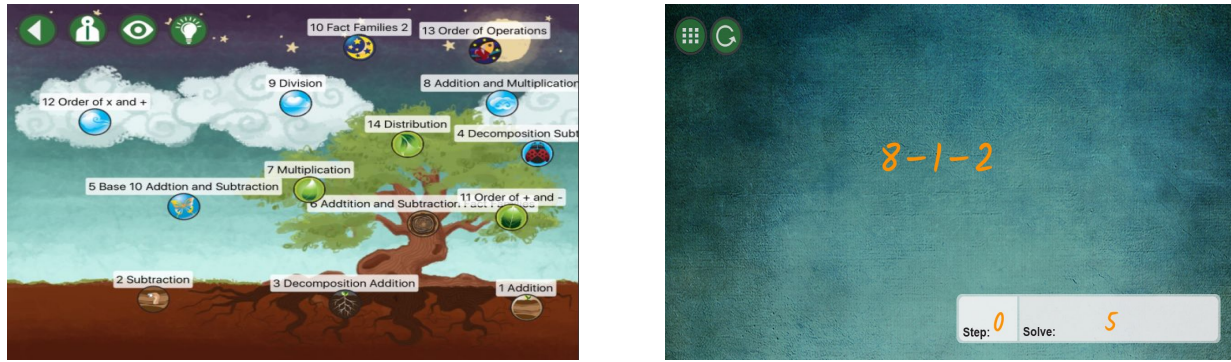 10 Fact Families 2
13 Order of Operations
9 Division
8 Addition and Multiplication
12 Order of x and +
14 Distribution
4 Decomposition Subt
7 Multiplication
5 Base 10 Addtion and Subtraction
11 Order of + and -
6 Addtition and Subtraction Fact
2 Subtraction
3 Decomposition Addition
1 Addition
8-1-2
Step: 0 Solve: 5